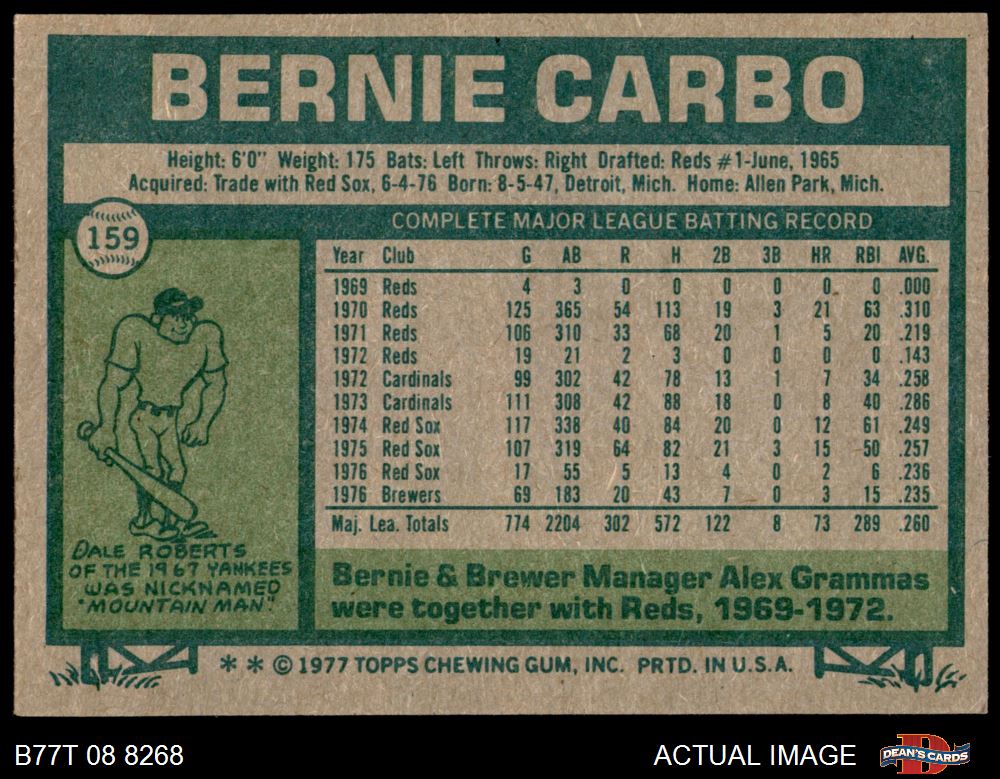 BERNIE CARBO
Height: 6'0" Weight: 175 Bats: Left Throws: Right Drafted: Reds #1-June, 1965
Acquired: Trade with Red Sox, 6-4-76 Born: 8-5-47, Detroit, Mich. Home: Allen Park, Mich.
159
COMPLETE MAJOR LEAGUE BATTING RECORD
Year Club G AB R H 2B 3B HR RBI AVG.
1969 Reds 4 3 0 0 0 0 0 0 .000
1970 Reds 125 365 54 113 19 3 21 63 .310
1971 Reds 106 310 33 68 20 1 5 20 .219
1972 Reds 19 21 2 3 0 0 0 0 .143
1972 Cardinals 99 302 42 78 13 1 7 34 .258
1973 Cardinals 111 308 42 88 18 0 8 40 .286
1974 Red Sox 117 338 40 84 20 0 12 61 .249
1975 Red Sox 107 319 64 82 21 3 15 50 .257
1976 Red Sox 17 55 5 13 4 0 2 6 .236
1976 Brewers 69 183 20 43 7 0 3 15 .235
Maj. Lea. Totals 774 2204 302 572 122 8 73 289 .260
DALE ROBERTS
OF THE 1967 YANKEES
WAS NICKNAMED
"MOUNTAIN MAN."
Bernie & Brewer Manager Alex Grammas
were together with Reds, 1969-1972.
* * © 1977 TOPPS CHEWING GUM, INC. PRTD. IN U.S.A.
B77T 08 8268
ACTUAL IMAGE
D
DEAN'S CARDS